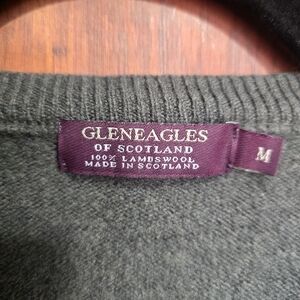 GLENEAGLES
OF SCOTLAND
100% LAMBSWOOL
MADE IN SCOTLAND
M